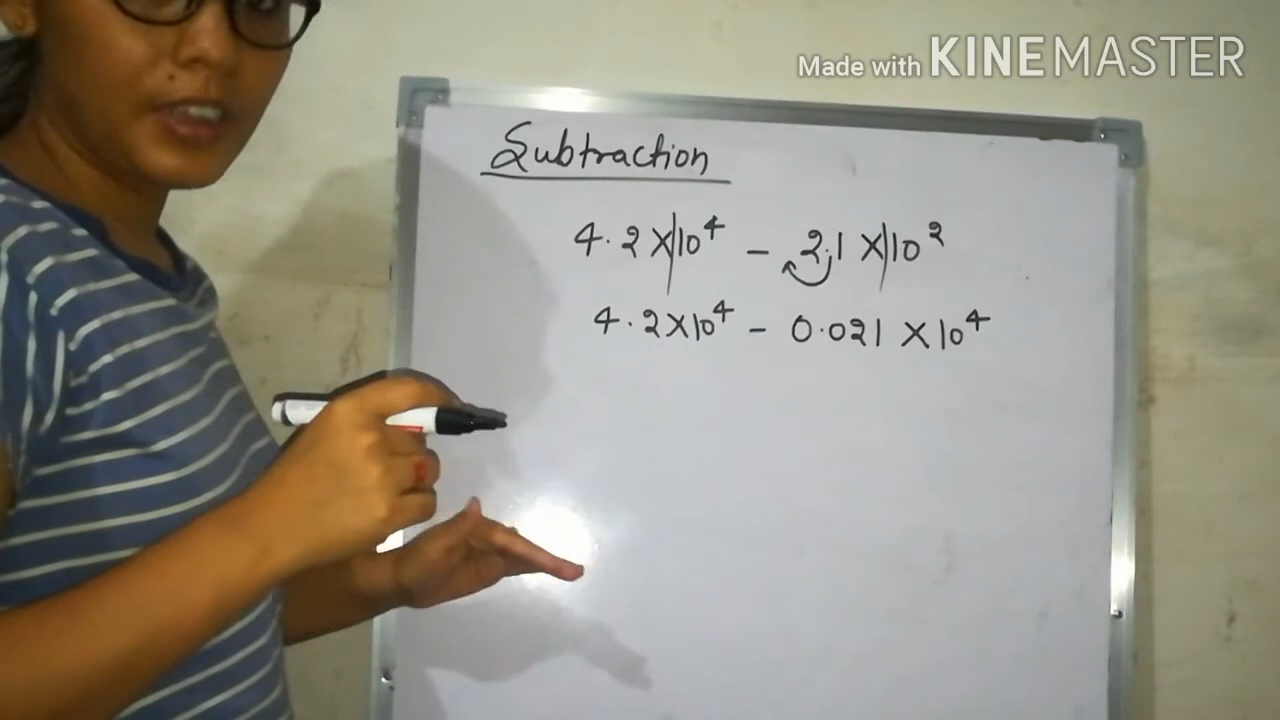 Made with KINEMASTER
Subtraction
4.2 X 10⁴ - 2.1 X 10²
4.2 X 10⁴ - 0.021 X 10⁴